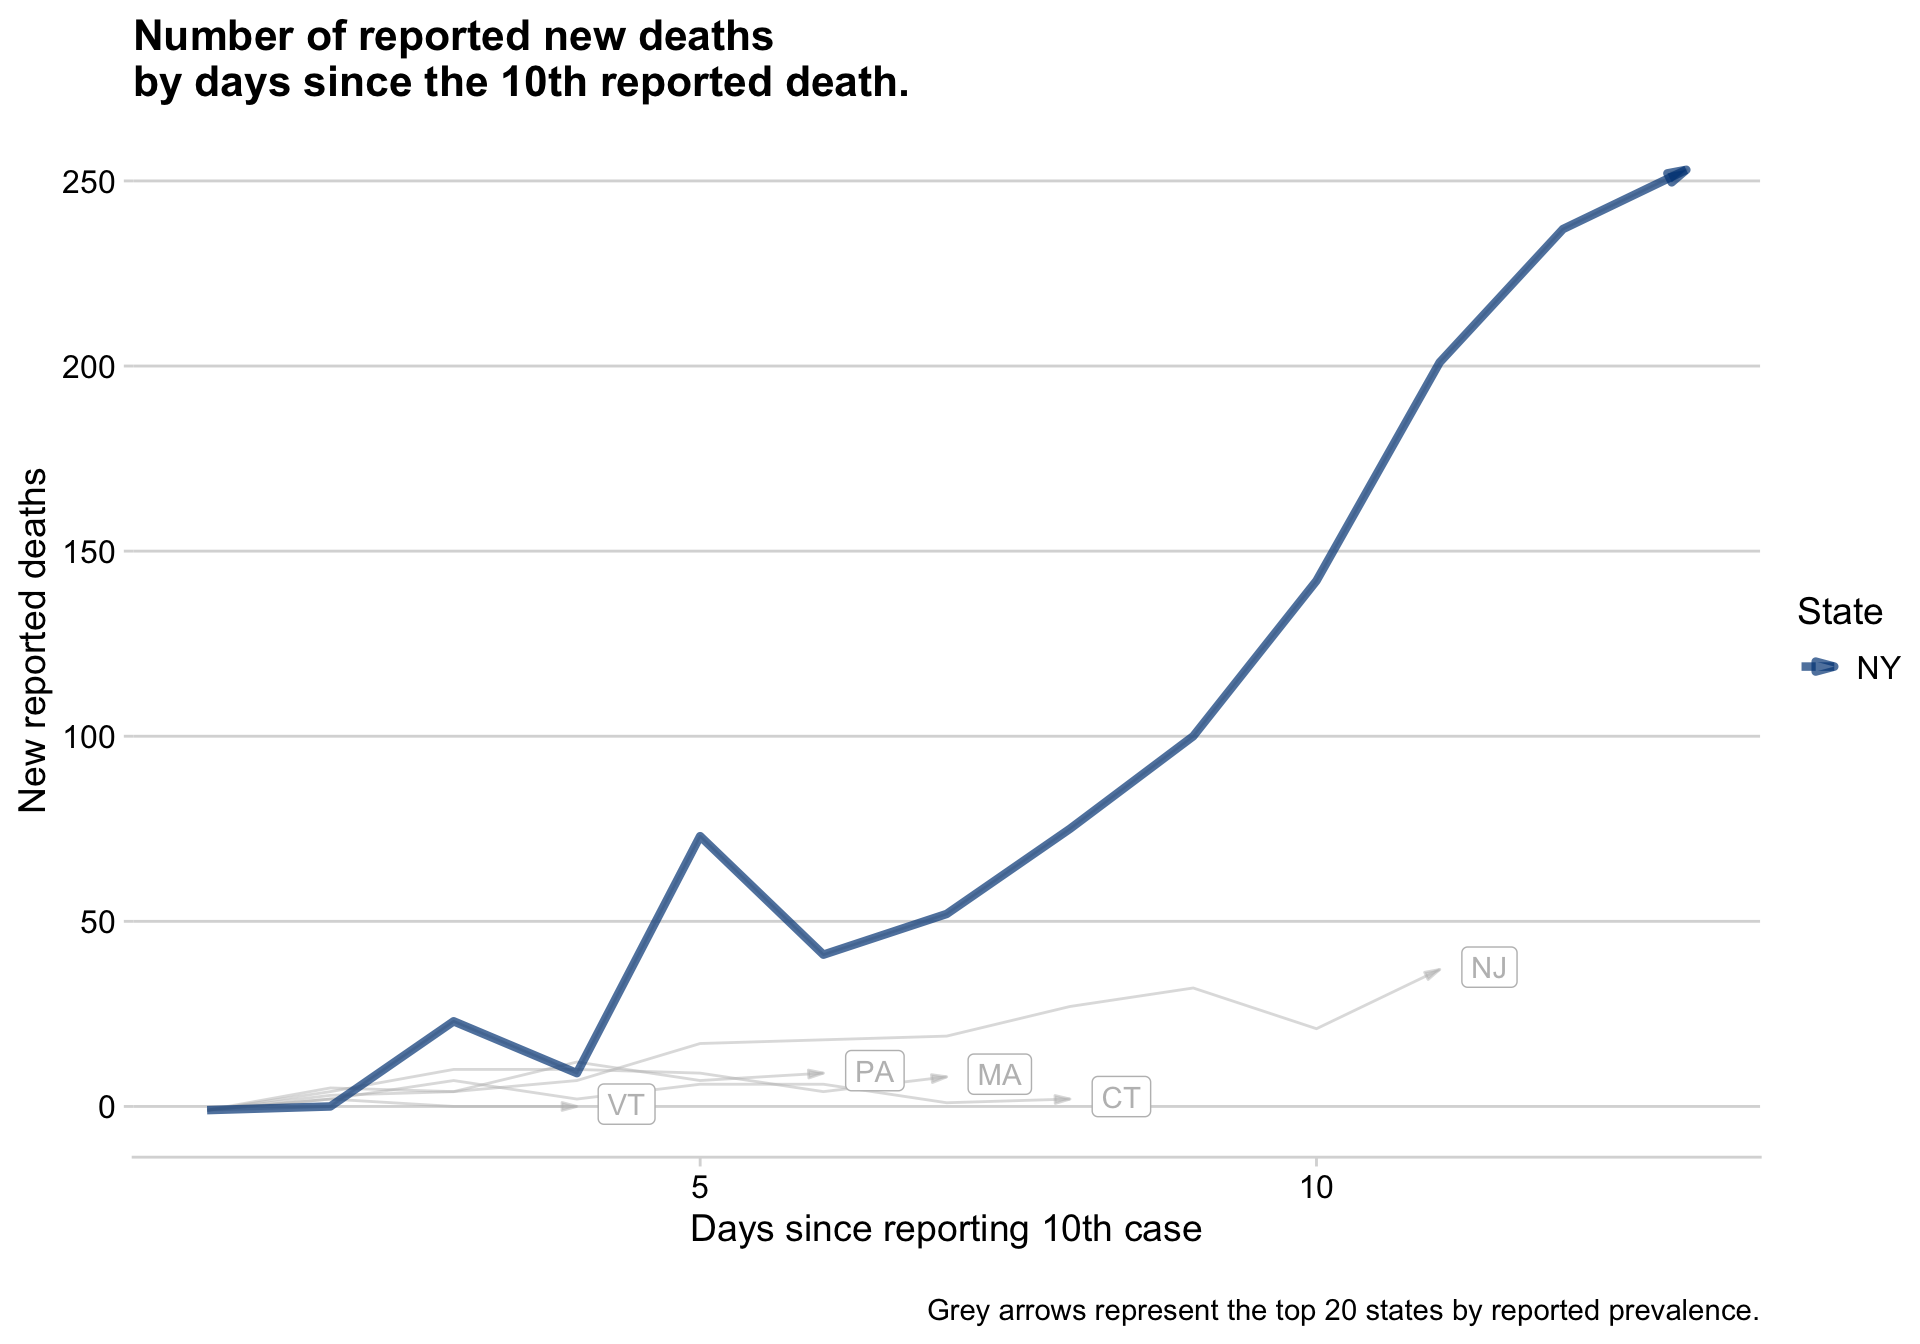 Number of reported new deaths
by days since the 10th reported death.
New reported deaths
250
200
150
100
50
0
NJ
PA
MA
CT
VT
5
10
Days since reporting 10th case
State
NY
Grey arrows represent the top 20 states by reported prevalence.